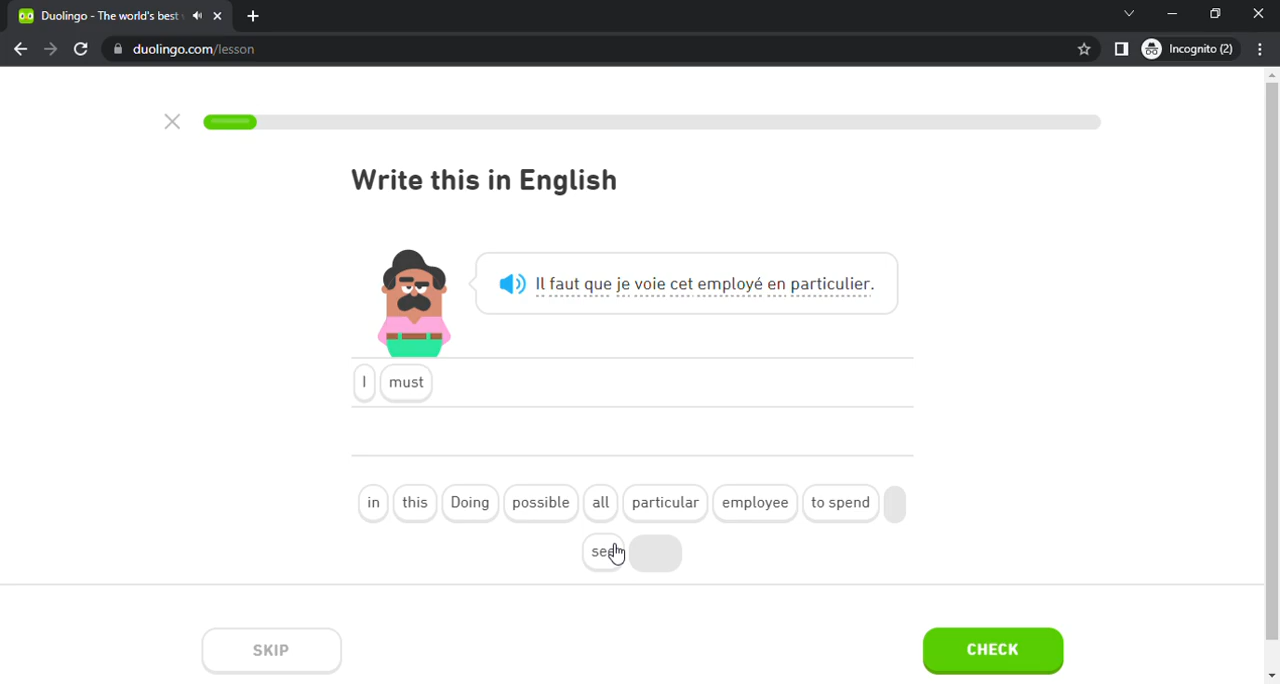 Duolingo - The world's best
duolingo.com/lesson
Incognito (2)
Write this in English
Il faut que je voie cet employé en particulier.
I must
in this Doing possible all particular employee to spend
see
SKIP
CHECK